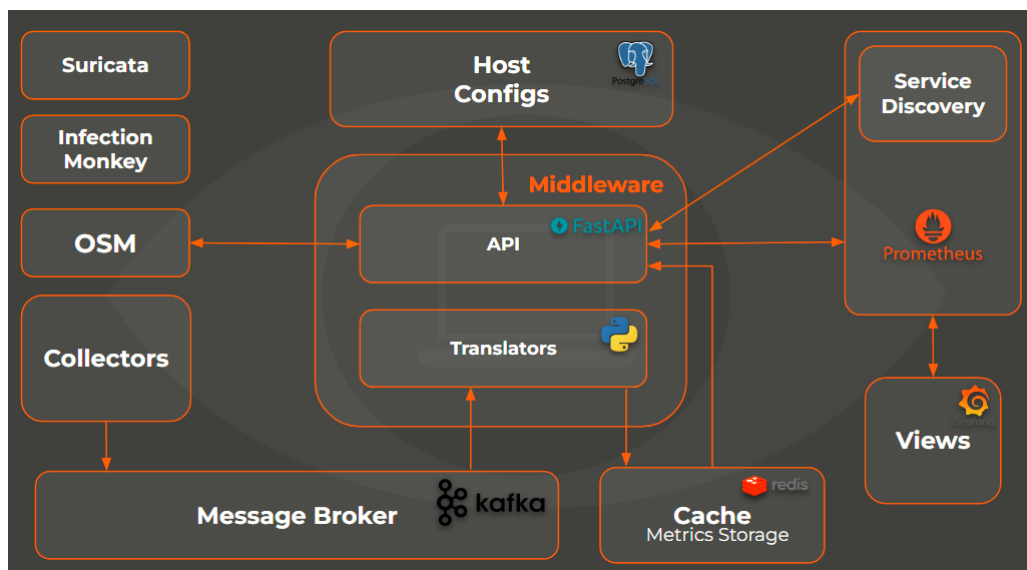 Suricata
Infection
Monkey
OSM
Collectors
Host
Configs
PostgreSQL
Middleware
API
FastAPI
Translators
Message Broker
kafka
redis
Cache
Metrics Storage
Service
Discovery
Prometheus
Grafana
Views